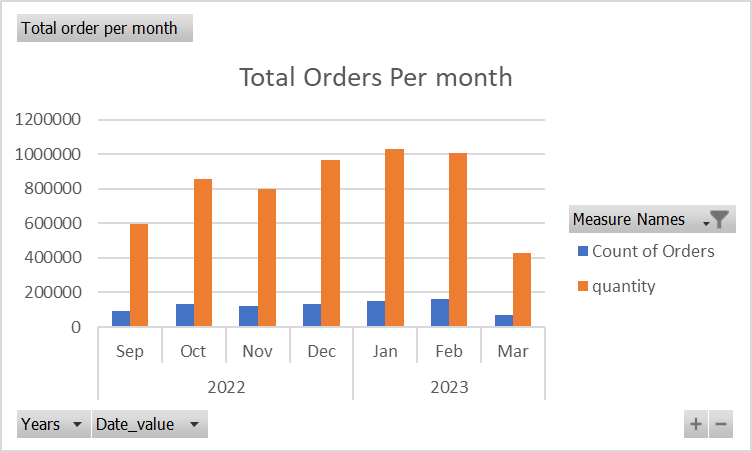 Total order per month
Total Orders Per month
1200000
1000000
800000
600000
400000
200000
0
Sep Oct Nov Dec Jan Feb Mar
2022 2023
Measure Names
Count of Orders
quantity
Years Date_value + −